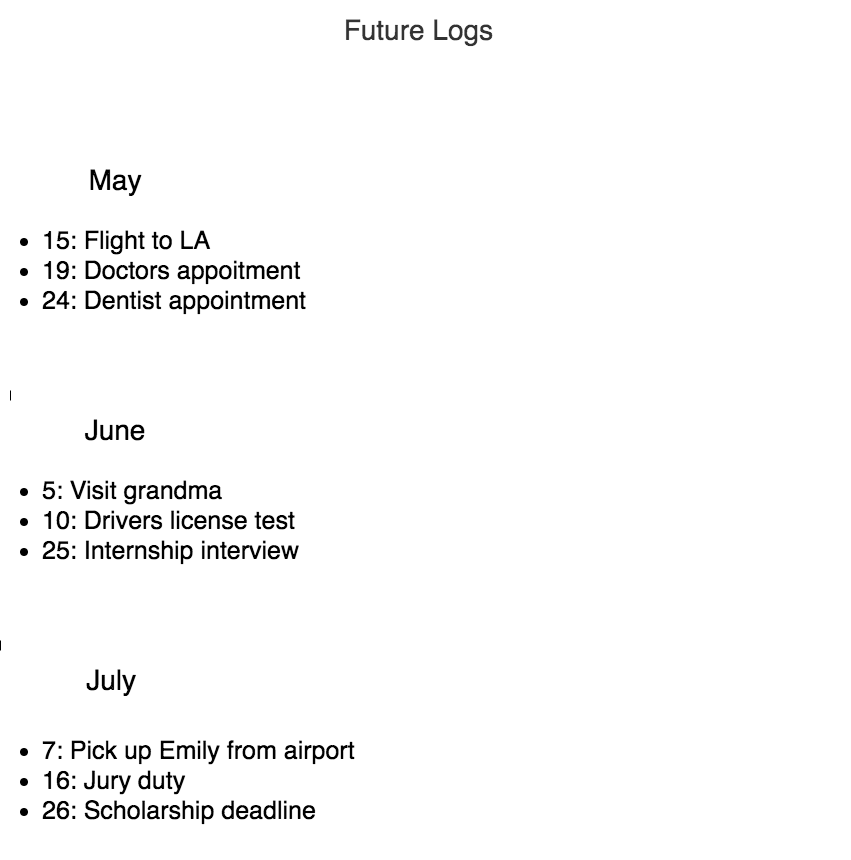 Future Logs
May
• 15: Flight to LA
• 19: Doctors appoitment
• 24: Dentist appointment
June
• 5: Visit grandma
• 10: Drivers license test
• 25: Internship interview
July
• 7: Pick up Emily from airport
• 16: Jury duty
• 26: Scholarship deadline